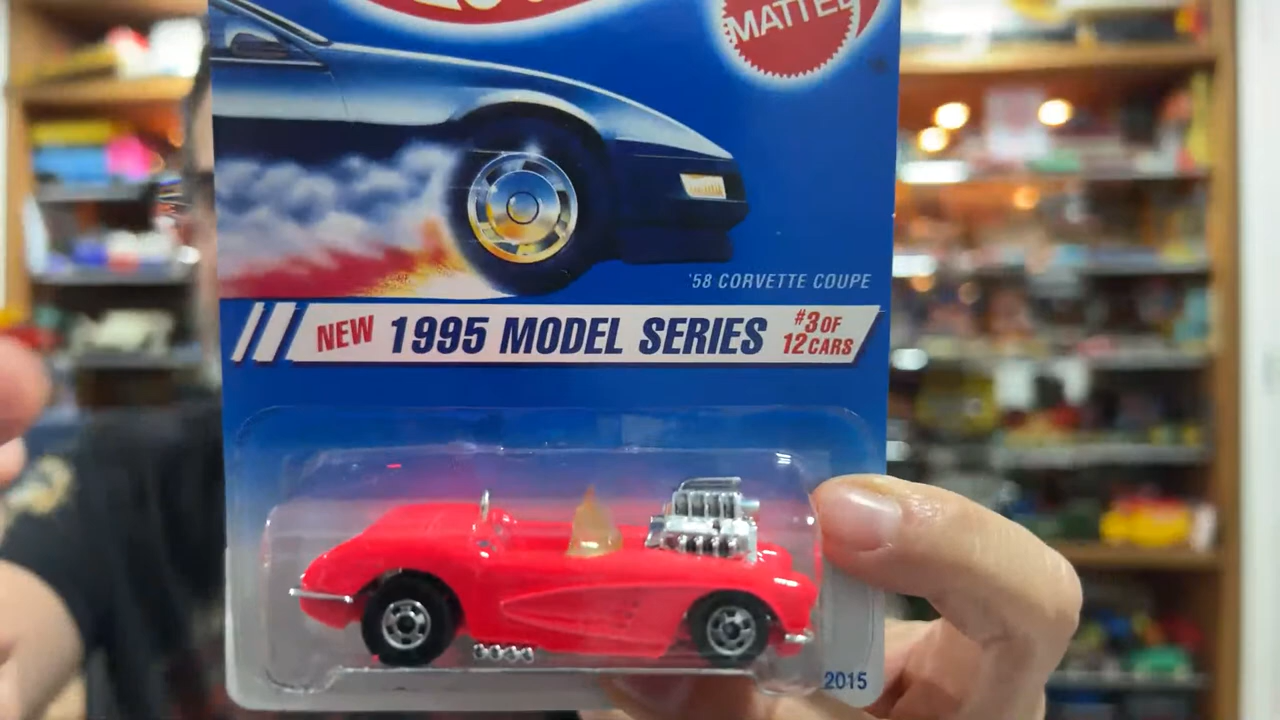 MATTEL
'58 CORVETTE COUPE
NEW 1995 MODEL SERIES #3 OF 12 CARS
2015